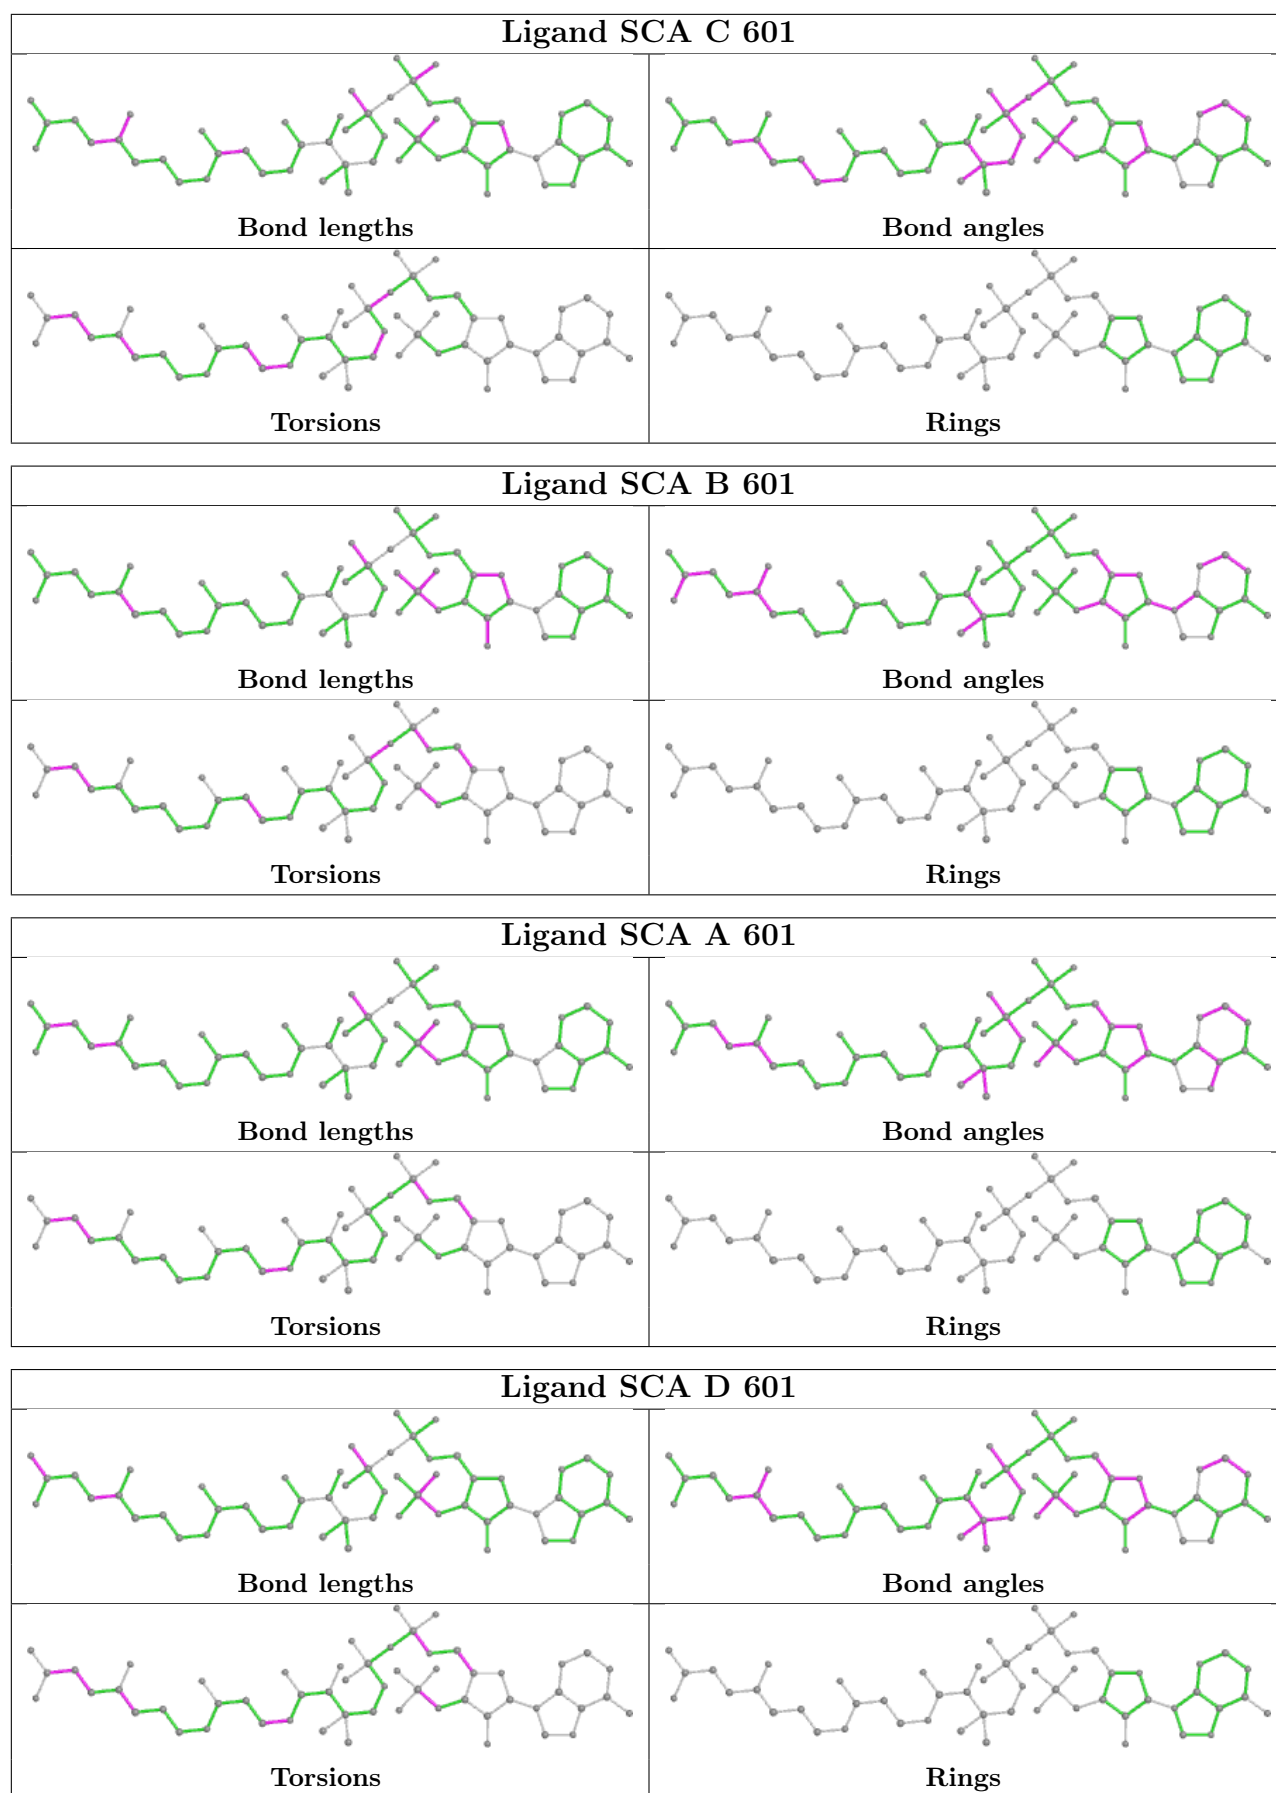 Ligand SCA C 601
Bond lengths
Bond angles
Torsions
Rings
Ligand SCA B 601
Bond lengths
Bond angles
Torsions
Rings
Ligand SCA A 601
Bond lengths
Bond angles
Torsions
Rings
Ligand SCA D 601
Bond lengths
Bond angles
Torsions
Rings